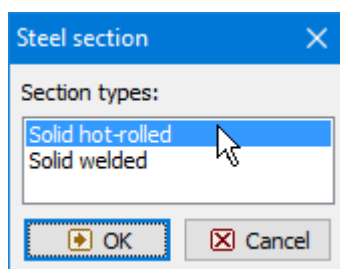 Steel section
Section types:
Solid hot-rolled
Solid welded
OK Cancel